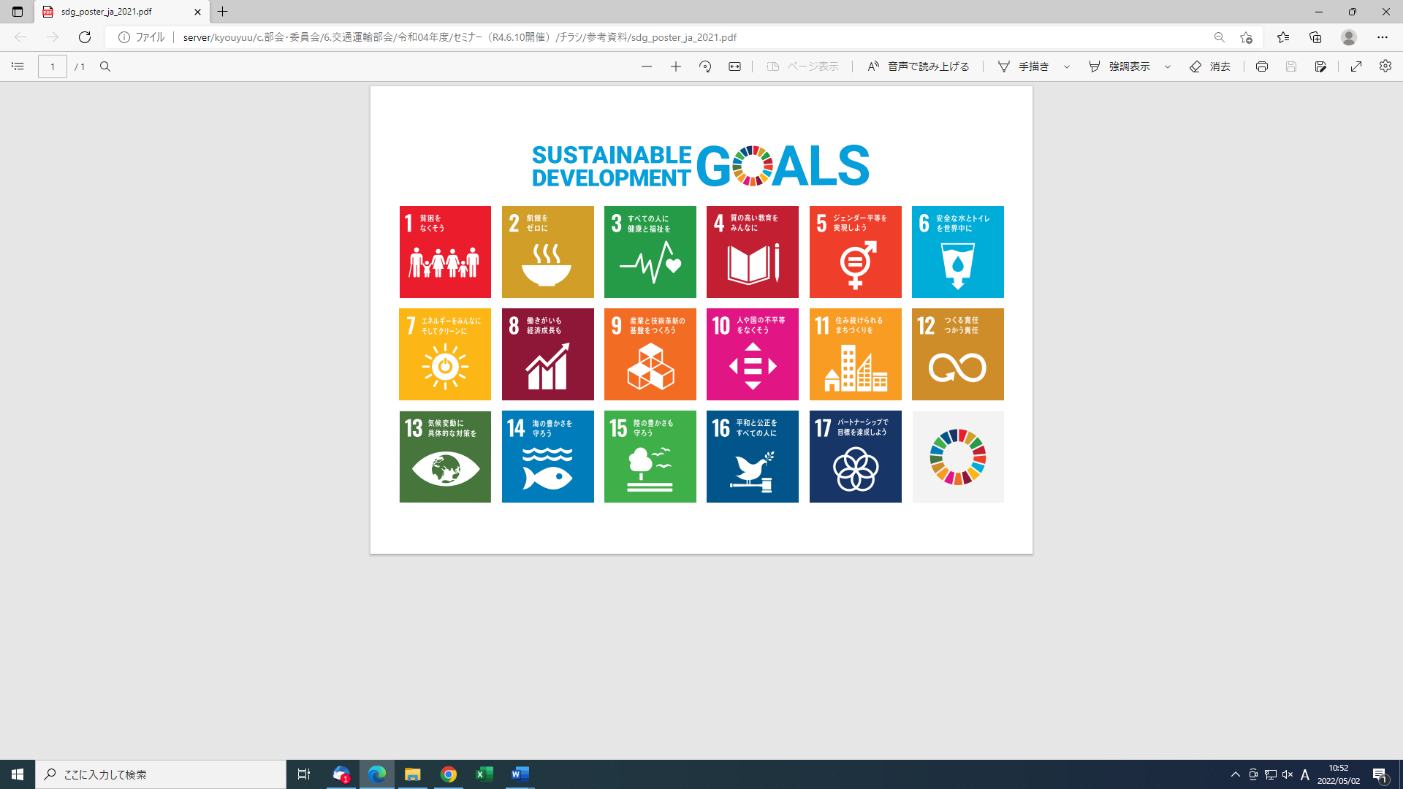 sdg_poster_ja_2021.pdf
ファイル
server/kyouyuu/c.部会・委員会/6.交通運輸部会/令和04年度/セミナー（R4.6.10開催）/チラシ/参考資料/sdg_poster_ja_2021.pdf
1 / 1
ページ表示
音声で読み上げる
手描き
強調表示
消去
SUSTAINABLE
DEVELOPMENT
GOALS
1 貧困を
なくそう
2 飢餓を
ゼロに
3 すべての人に
健康と福祉を
4 質の高い教育を
みんなに
5 ジェンダー平等を
実現しよう
6 安全な水とトイレ
を世界中に
7 エネルギーをみんなに
そしてクリーンに
8 働きがいも
経済成長も
9 産業と技術革新の
基盤をつくろう
10 人や国の不平等
をなくそう
11 住み続けられる
まちづくりを
12 つくる責任
つかう責任
13 気候変動に
具体的な対策を
14 海の豊かさを
守ろう
15 陸の豊かさも
守ろう
16 平和と公正を
すべての人に
17 パートナーシップで
目標を達成しよう
ここに入力して検索
1
A
10:52
2022/05/02
1